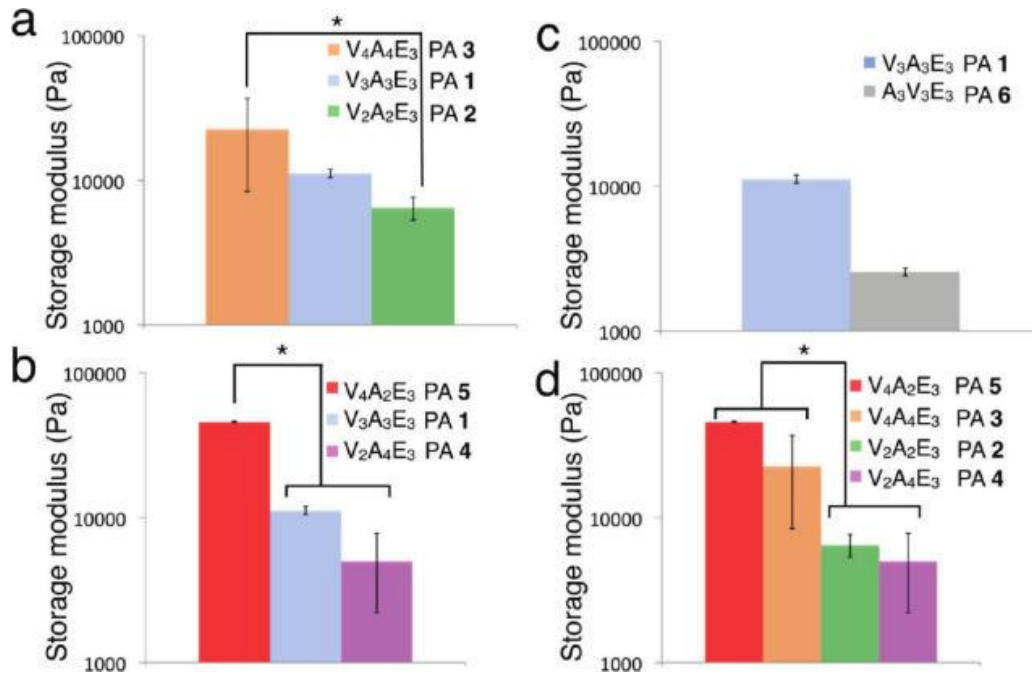 a
Storage modulus (Pa)
100000
10000
1000
*
V₄A₄E₃ PA 3
V₃A₃E₃ PA 1
V₂A₂E₃ PA 2
c
Storage modulus (Pa)
100000
10000
1000
V₃A₃E₃ PA 1
A₃V₃E₃ PA 6
b
Storage modulus (Pa)
100000
10000
1000
*
V₄A₂E₃ PA 5
V₃A₃E₃ PA 1
V₂A₄E₃ PA 4
d
Storage modulus (Pa)
100000
10000
1000
*
V₄A₂E₃ PA 5
V₄A₄E₃ PA 3
V₂A₂E₃ PA 2
V₂A₄E₃ PA 4